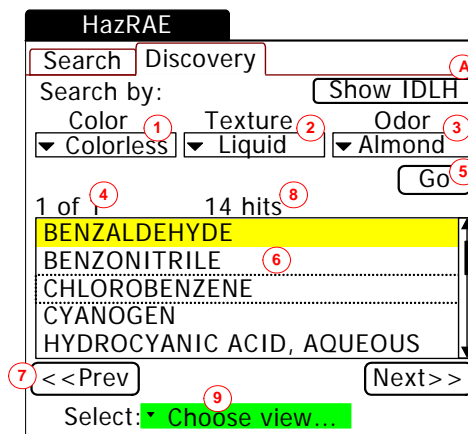 HazRAE
Search Discovery A
Search by: Show IDLH
Color 1 Texture 2 Odor 3
Colorless Liquid Almond
Go 5
1 of 1 4 14 hits 8
BENZALDEHYDE
BENZONITRILE 6
CHLOROBENZENE
CYANOGEN
HYDROCYANIC ACID, AQUEOUS
7 <<Prev Next>>
9
Select: Choose view...